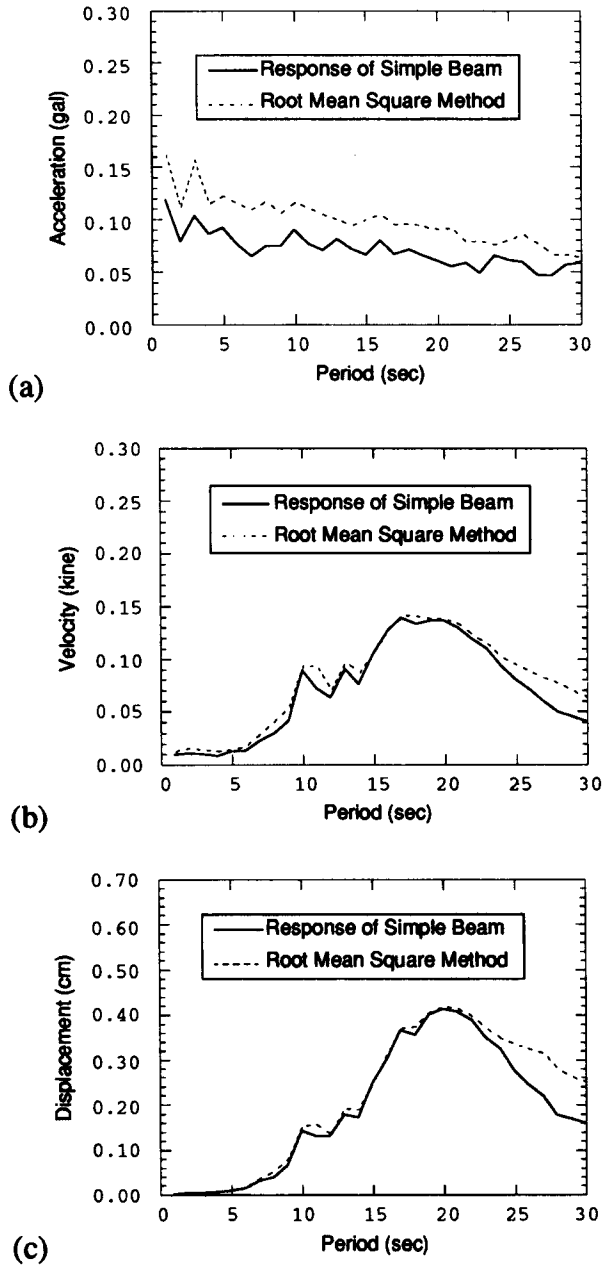 0.30
0.25
0.20
0.15
0.10
0.05
0.00
Acceleration (gal)
Response of Simple Beam
Root Mean Square Method
0 5 10 15 20 25 30
Period (sec)
(a)
0.30
0.25
0.20
0.15
0.10
0.05
0.00
Velocity (kine)
Response of Simple Beam
Root Mean Square Method
0 5 10 15 20 25 30
Period (sec)
(b)
0.70
0.60
0.50
0.40
0.30
0.20
0.10
0.00
Displacement (cm)
Response of Simple Beam
Root Mean Square Method
0 5 10 15 20 25 30
Period (sec)
(c)